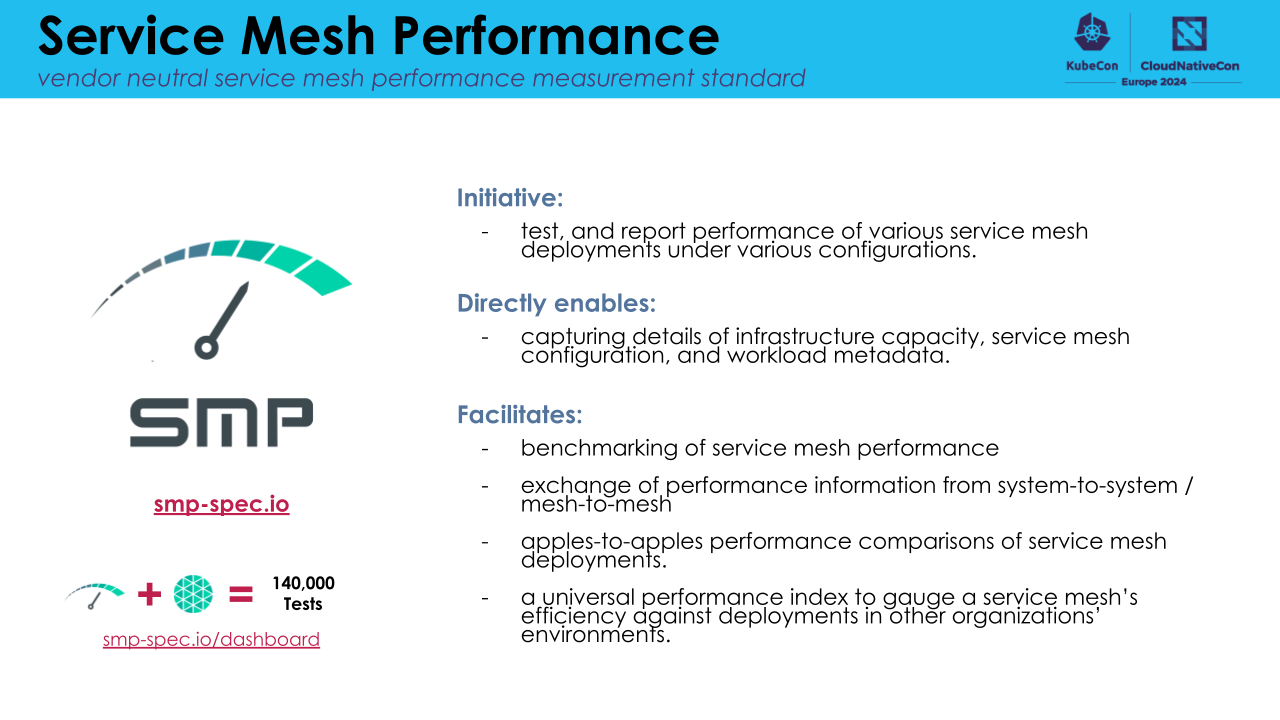 Service Mesh Performance
vendor neutral service mesh performance measurement standard
KubeCon
CloudNativeCon
Europe 2024
Initiative:
- test, and report performance of various service mesh
deployments under various configurations.
Directly enables:
- capturing details of infrastructure capacity, service mesh
configuration, and workload metadata.
Facilitates:
- benchmarking of service mesh performance
- exchange of performance information from system-to-system /
mesh-to-mesh
- apples-to-apples performance comparisons of service mesh
deployments.
- a universal performance index to gauge a service mesh’s
efficiency against deployments in other organizations’
environments.
SMP
smp-spec.io
+ = 140,000
Tests
smp-spec.io/dashboard